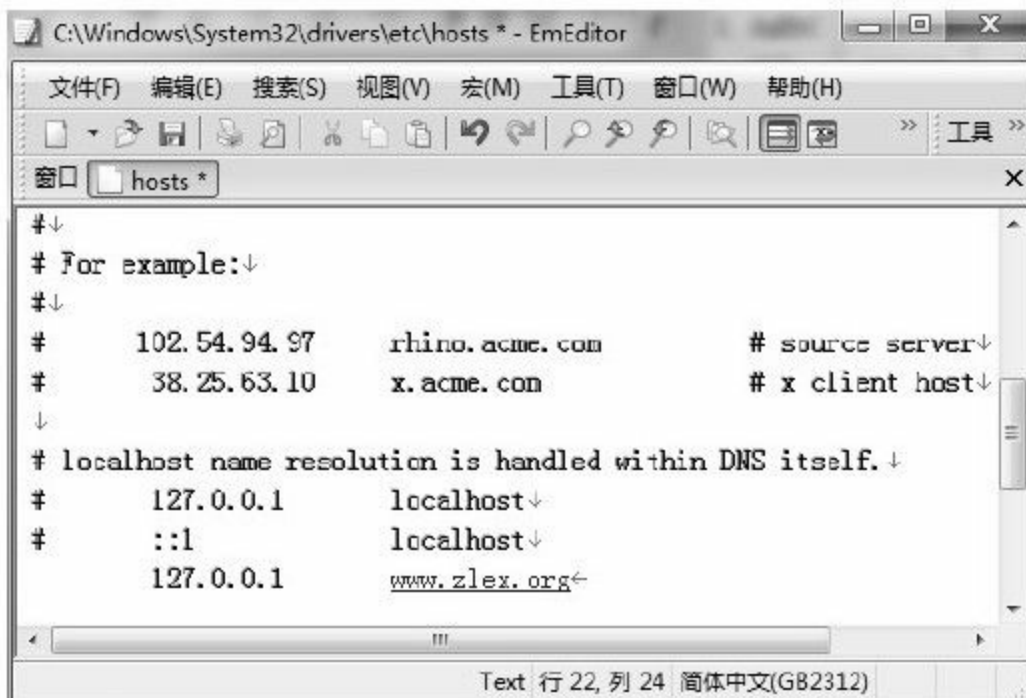 C:\Windows\System32\drivers\etc\hosts * - EmEditor
文件(F) 编辑(E) 搜索(S) 视图(V) 宏(M) 工具(T) 窗口(W) 帮助(H)
» 工具 »
窗口 hosts *
#↓
# For example:↓
#↓
# 102.54.94.97 rhino.acme.com # source server↓
# 38.25.63.10 x.acme.com # x client host↓
↓
# localhost name resolution is handled within DNS itself.↓
# 127.0.0.1 localhost↓
# ::1 localhost↓
127.0.0.1 www.zlex.org←
Text 行 22, 列 24 简体中文(GB2312)